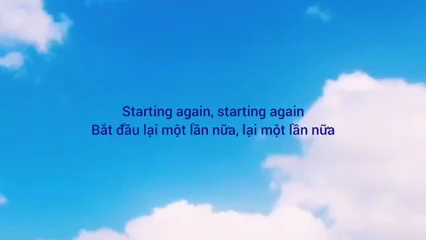 Starting again, starting again
Bắt đầu lại một lần nữa, lại một lần nữa